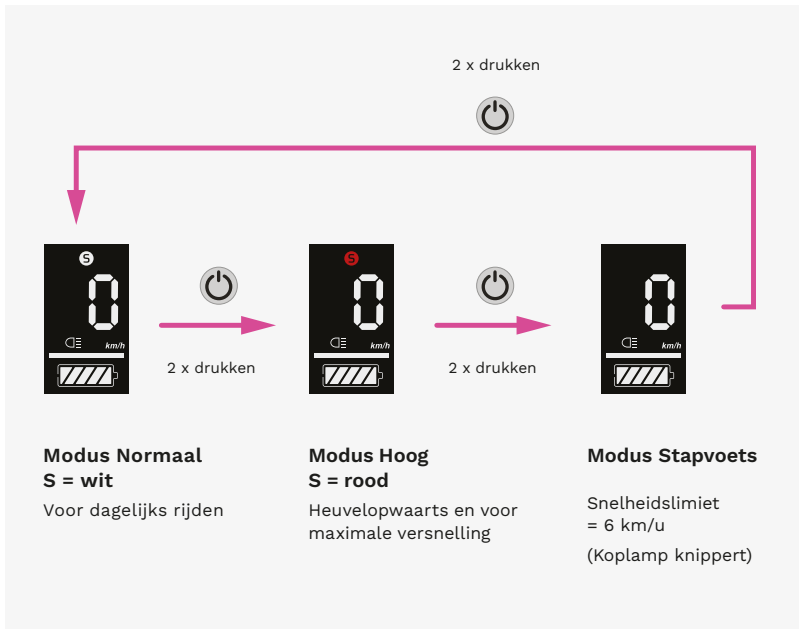 2 x drukken
S
0
km/h
2 x drukken
S
0
km/h
2 x drukken
0
km/h
Modus Normaal
S = wit
Voor dagelijks rijden
Modus Hoog
S = rood
Heuvelopwaarts en voor
maximale versnelling
Modus Stapvoets
Snelheidslimiet
= 6 km/u
(Koplamp knippert)